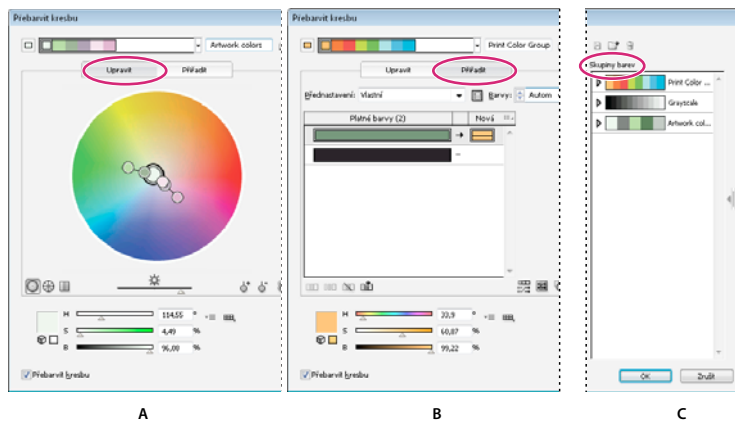 Přebarvit kresbu
Artwork colors
Upravit
Přiřadit
H
114,55
°
S
4,49
%
B
96,00
%
Přebarvit kresbu
A
Přebarvit kresbu
Print Color Group
Upravit
Přiřadit
Přednastavení:
Vlastní
Barvy:
Autom
Platné barvy (2)
Nová
H
33,9
°
S
60,87
%
B
99,22
%
Přebarvit kresbu
B
Skupiny barev
Print Color ...
Grayscale
Artwork col...
OK
Zrušit
C